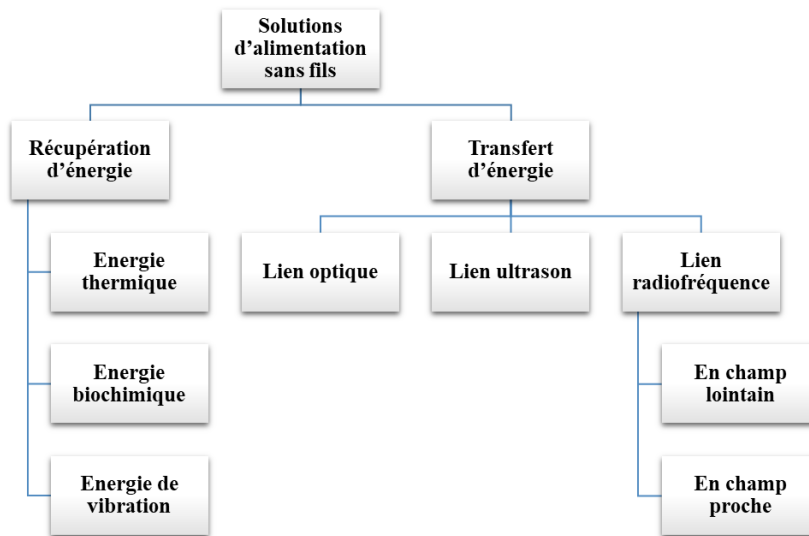 Solutions
d'alimentation
sans fils
Récupération
d'énergie
Transfert
d'énergie
Energie
thermique
Lien optique
Lien ultrason
Lien
radiofréquence
Energie
biochimique
En champ
lointain
Energie de
vibration
En champ
proche